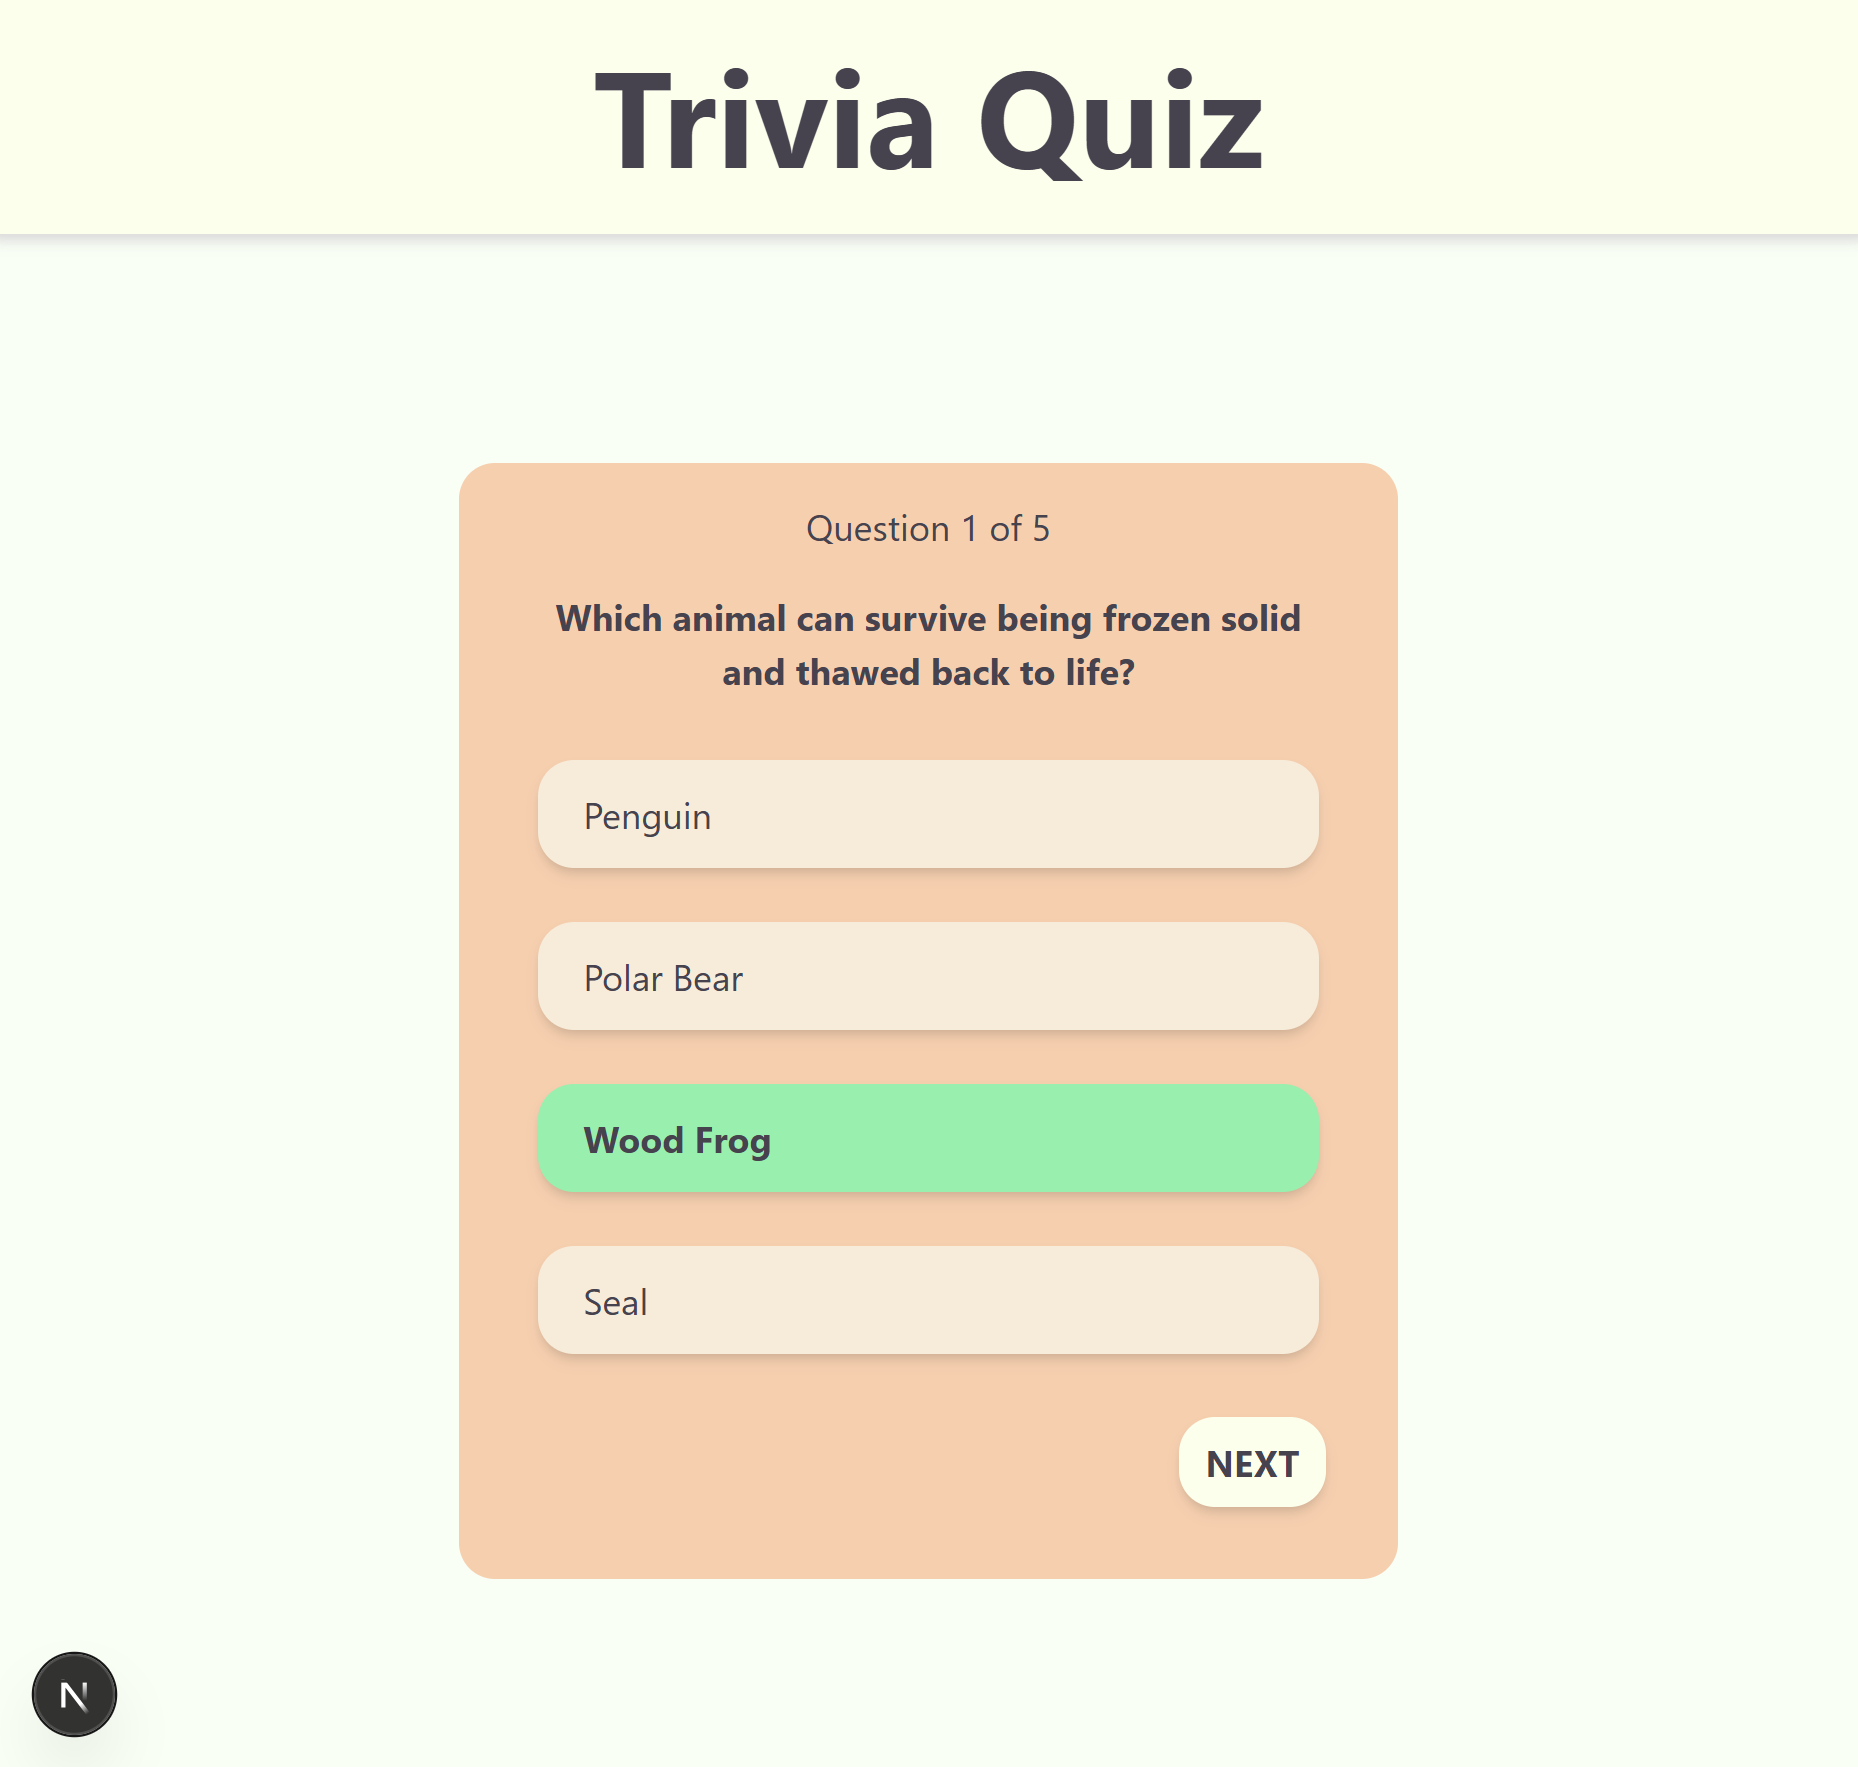 Trivia Quiz
Question 1 of 5
Which animal can survive being frozen solid
and thawed back to life?
Penguin
Polar Bear
Wood Frog
Seal
NEXT
N